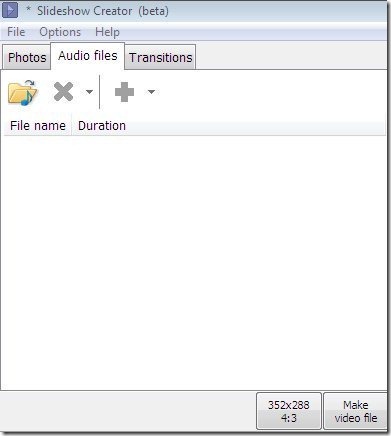 * Slideshow Creator (beta)
File Options Help
Photos Audio files Transitions
File name Duration
352x288
4:3
Make
video file